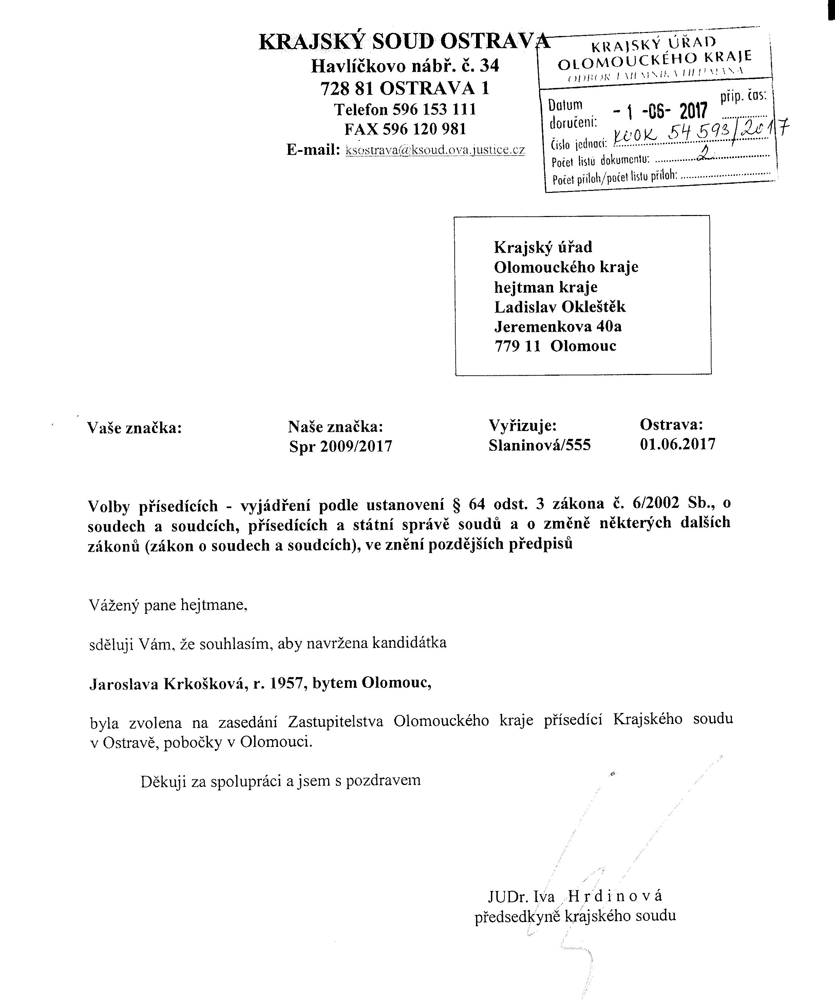 KRAJSKÝ SOUD OSTRAVA
Havlíčkovo nábř. č. 34
728 81 OSTRAVA 1
Telefon 596 153 111
FAX 596 120 981
E-mail: ksostrava@ksoud.ova.justice.cz
KRAJSKÝ ÚŘAD
OLOMOUCKÉHO KRAJE
ODBOR TAJEMNÍKA HEJTMANA
Datum doručení: - 1 -06- 2017 příp. čas:
Číslo jednací: KUOK 54 593/2017
Počet listů dokumentu: 2
Počet příloh/počet listu příloh:
Krajský úřad
Olomouckého kraje
hejtman kraje
Ladislav Okleštěk
Jeremenkova 40a
779 11 Olomouc
Vaše značka: Naše značka: Vyřizuje: Ostrava:
Spr 2009/2017 Slaninová/555 01.06.2017
Volby přísedících - vyjádření podle ustanovení § 64 odst. 3 zákona č. 6/2002 Sb., o
soudech a soudcích, přísedících a státní správě soudů a o změně některých dalších
zákonů (zákon o soudech a soudcích), ve znění pozdějších předpisů
Vážený pane hejtmane,
sděluji Vám, že souhlasím, aby navržena kandidátka
Jaroslava Krkošková, r. 1957, bytem Olomouc,
byla zvolena na zasedání Zastupitelstva Olomouckého kraje přísedící Krajského soudu
v Ostravě, pobočky v Olomouci.
Děkuji za spolupráci a jsem s pozdravem
JUDr. Iva Hrdinová
předsedkyně krajského soudu